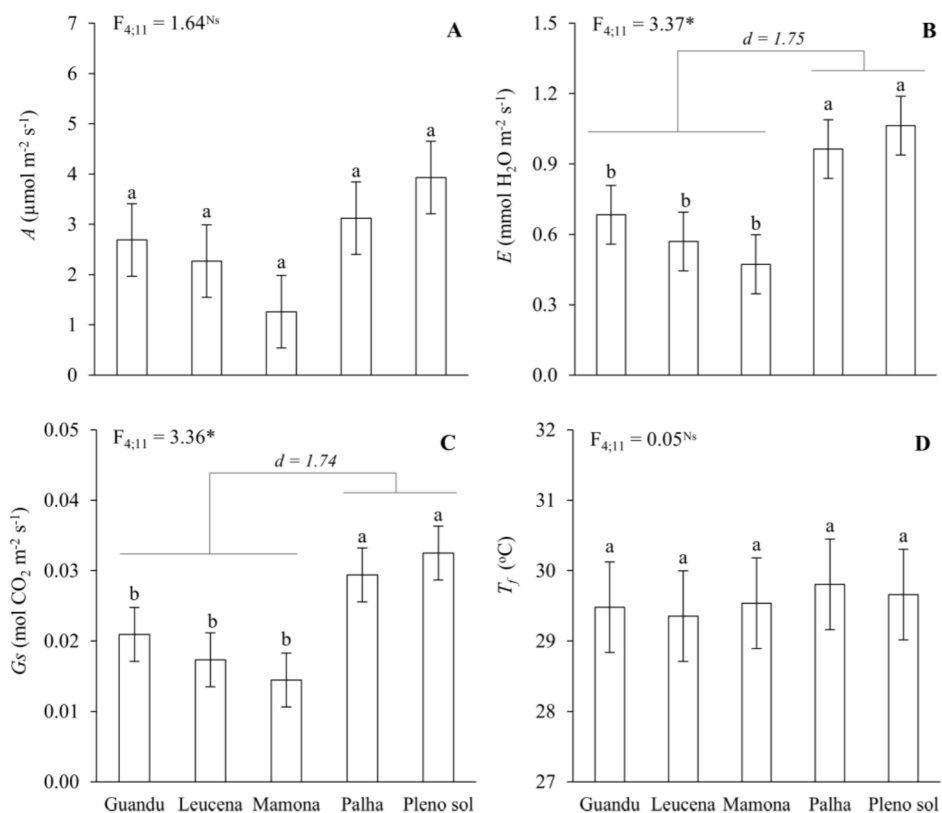 F4;11 = 1.64Ns
A
A (µmol m-2 s-1)
7
6
5
4
3
2
1
0
a
a
a
a
a
F4;11 = 3.37*
B
d = 1.75
E (mmol H2O m-2 s-1)
1.5
1.2
0.9
0.6
0.3
0.0
b
b
b
a
a
F4;11 = 3.36*
C
d = 1.74
Gs (mol CO2 m-2 s-1)
0.05
0.04
0.03
0.02
0.01
0.00
b
b
b
a
a
Guandu Leucena Mamona Palha Pleno sol
F4;11 = 0.05Ns
D
Tf (oC)
32
31
30
29
28
27
a
a
a
a
a
Guandu Leucena Mamona Palha Pleno sol